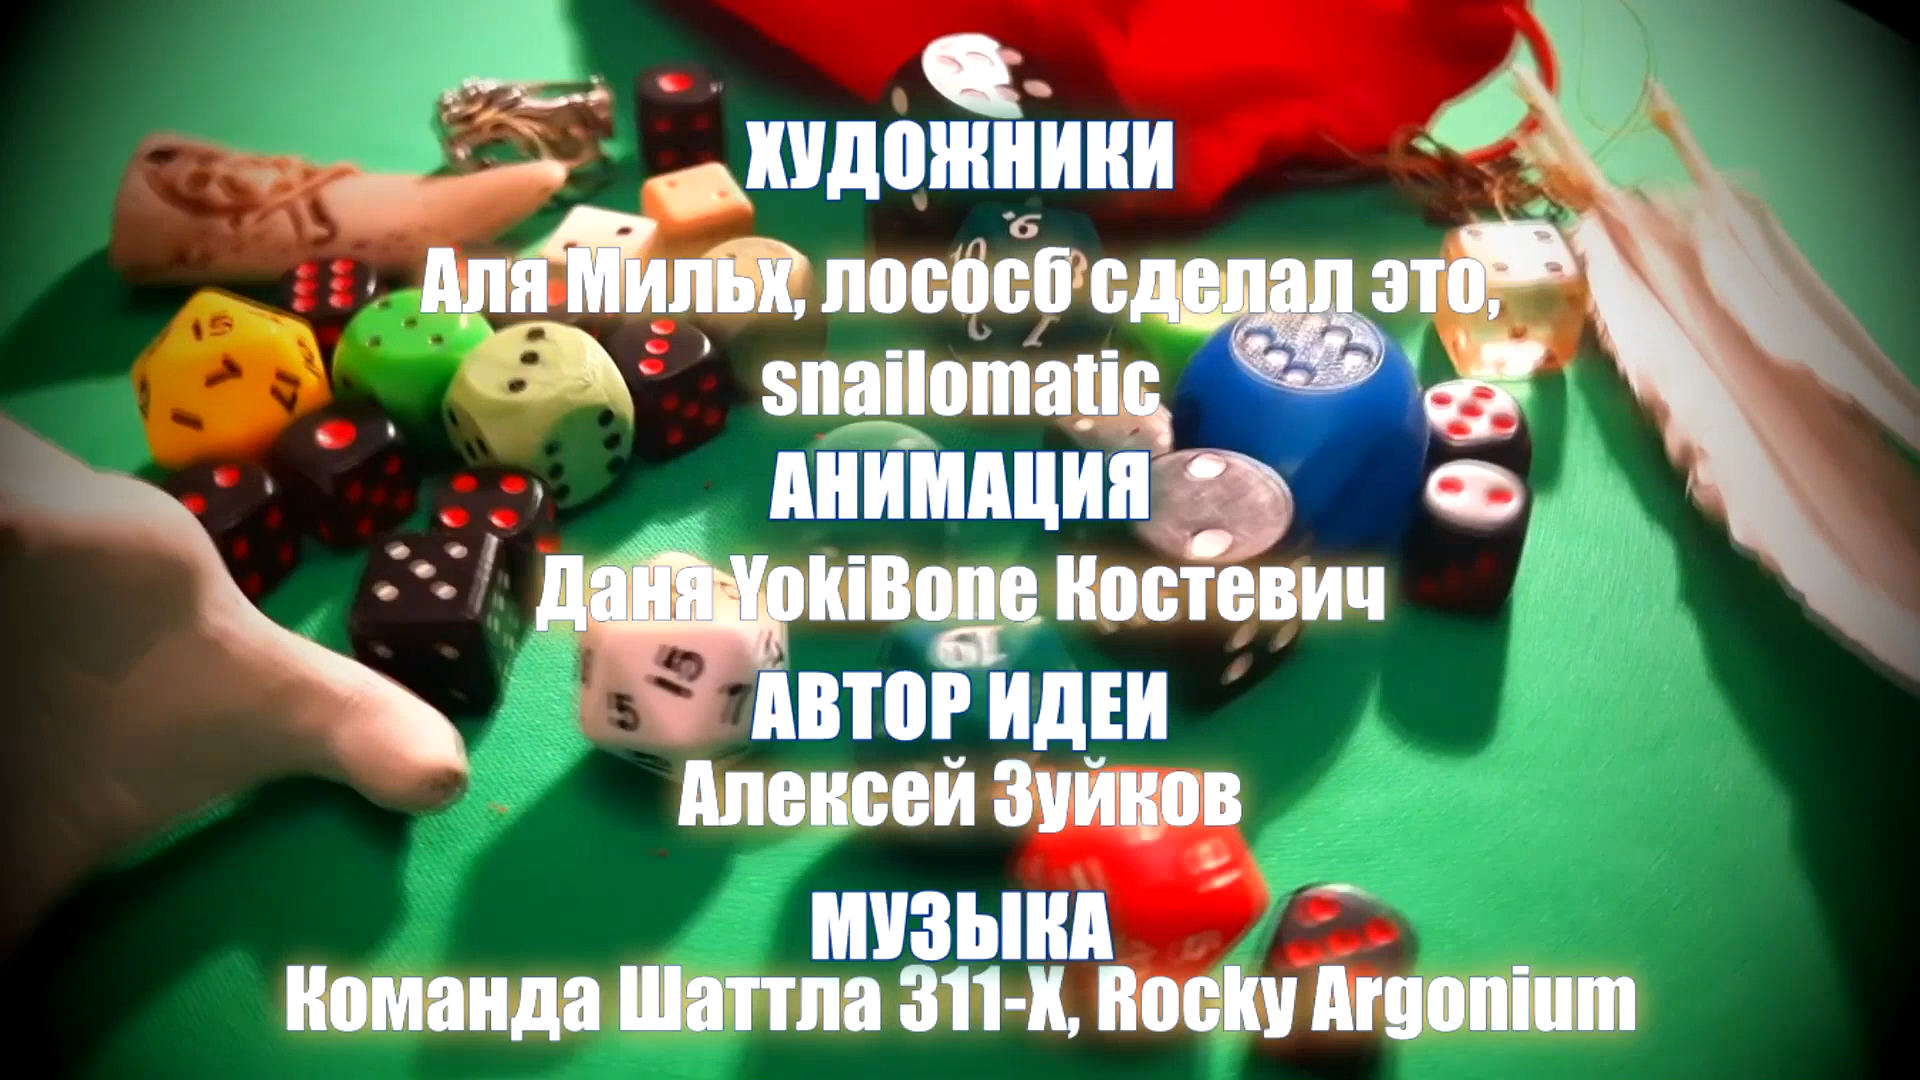 ХУДОЖНИКИ
Аля Мильх, лососб сделал это,
snailomatic
АНИМАЦИЯ
Даня YokiBone Костевич
АВТОР ИДЕИ
Алексей Зуйков
МУЗЫКА
Команда Шаттла 311-X, Rocky Argonium